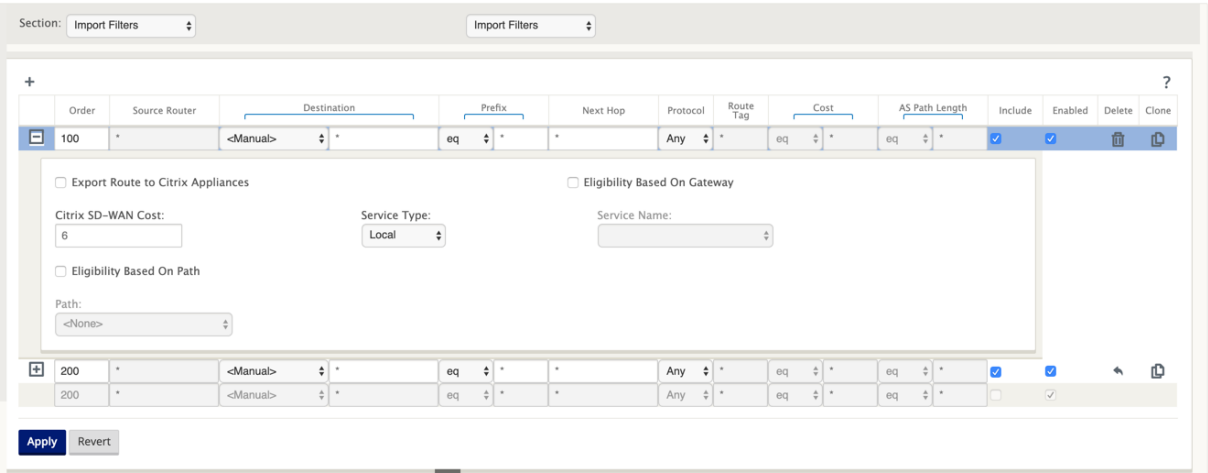 Section: Import Filters Import Filters
+ ?
Order Source Router Destination Prefix Next Hop Protocol Route Tag Cost AS Path Length Include Enabled Delete Clone
100 * <Manual> * eq * * Any * eq * eq *
Export Route to Citrix Appliances Eligibility Based On Gateway
Citrix SD-WAN Cost: Service Type: Service Name:
6 Local
Eligibility Based On Path
Path:
<None>
200 * <Manual> * eq * * Any * eq * eq *
200 * <Manual> * eq * * Any * eq * eq *
Apply Revert